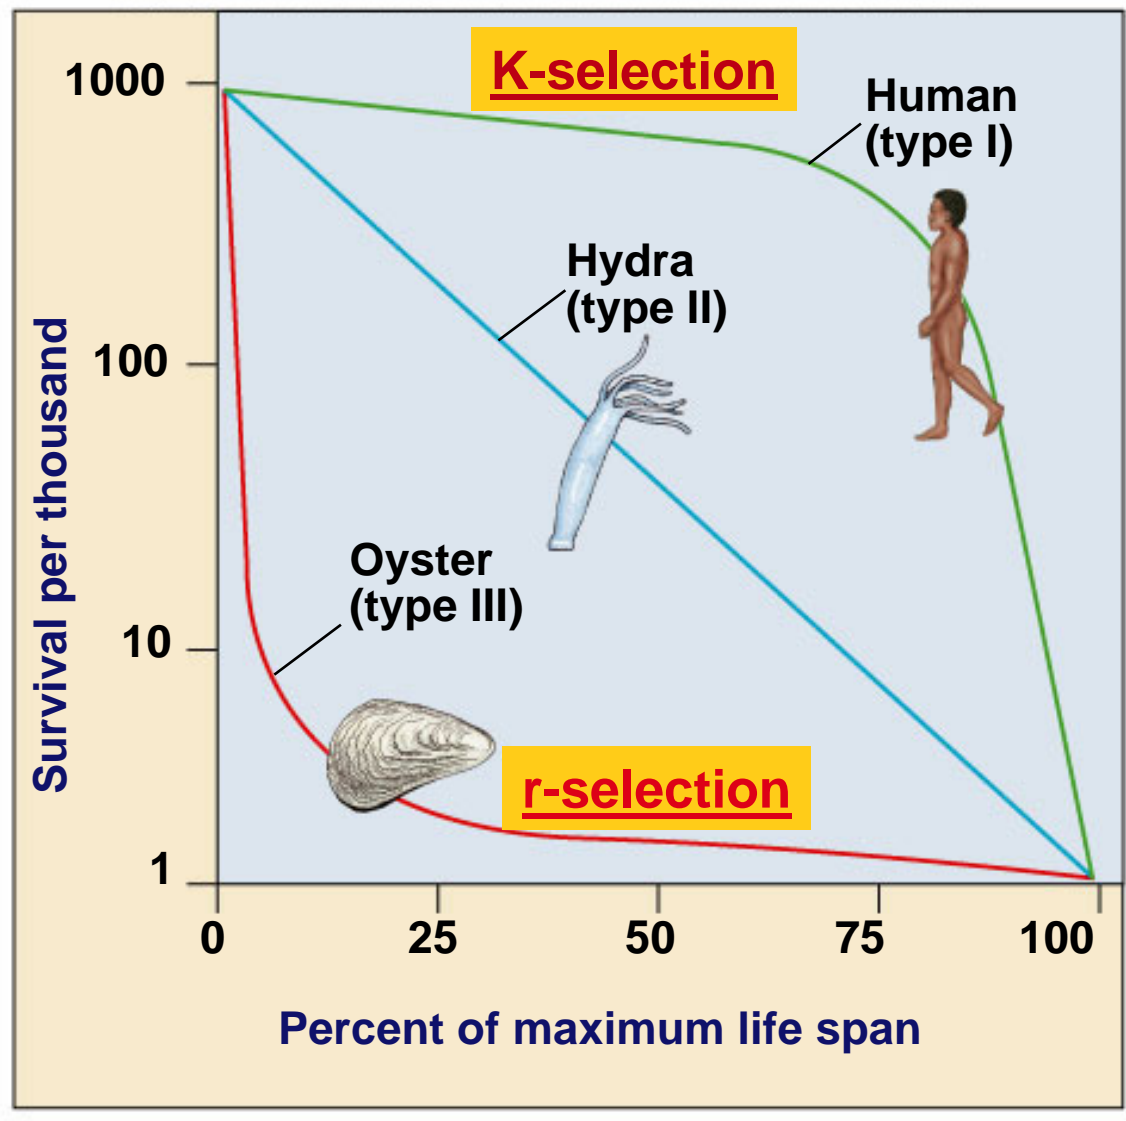 K-selection
1000
Human
(type I)
Hydra
(type II)
100
Survival per thousand
Oyster
(type III)
10
r-selection
1
0 25 50 75 100
Percent of maximum life span